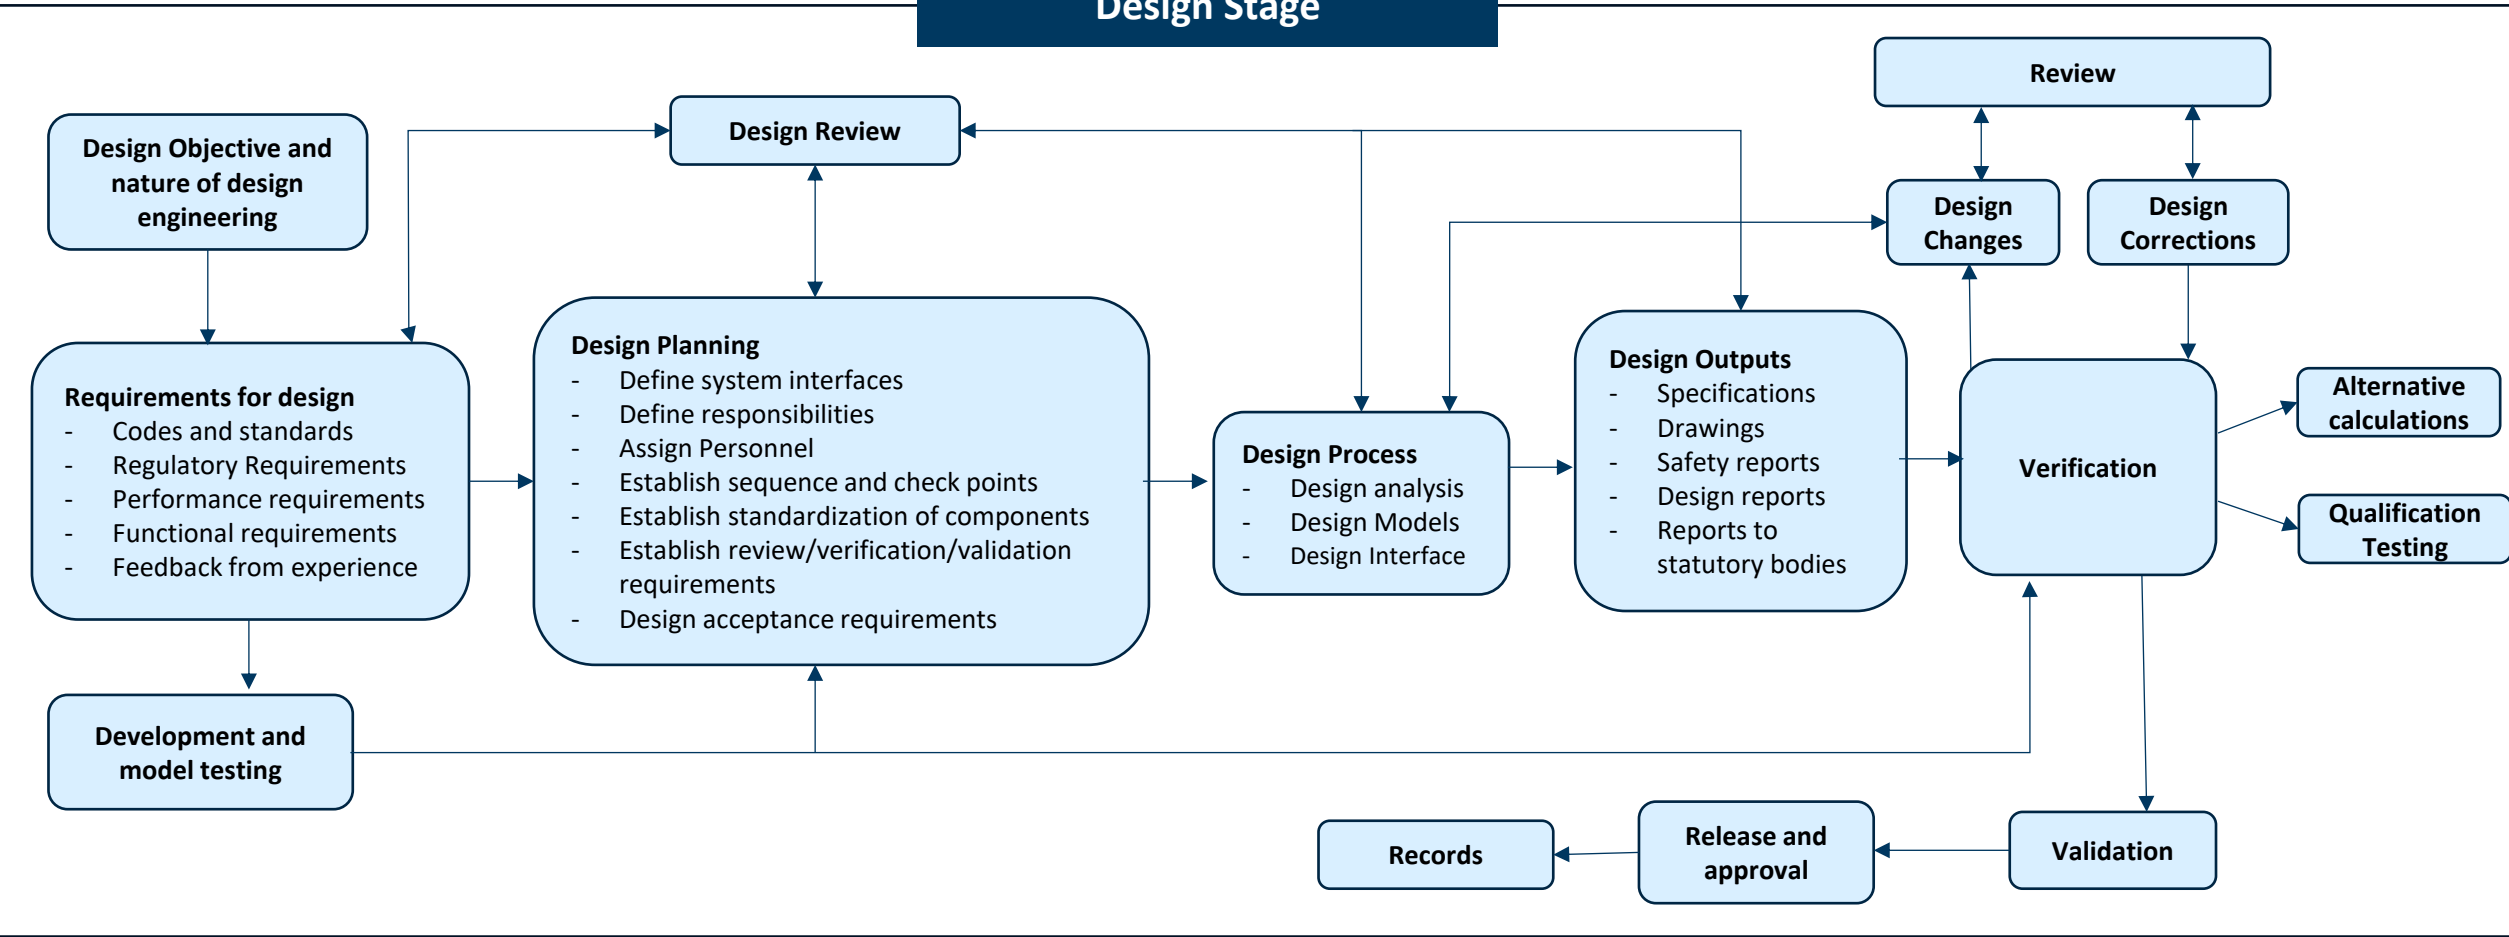 Design Stage
Review
Design Review
Design Objective and
nature of design
engineering
Design
Changes
Design
Corrections
Requirements for design
- Codes and standards
- Regulatory Requirements
- Performance requirements
- Functional requirements
- Feedback from experience
Design Planning
- Define system interfaces
- Define responsibilities
- Assign Personnel
- Establish sequence and check points
- Establish standardization of components
- Establish review/verification/validation
requirements
- Design acceptance requirements
Design Process
- Design analysis
- Design Models
- Design Interface
Design Outputs
- Specifications
- Drawings
- Safety reports
- Design reports
- Reports to
statutory bodies
Verification
Alternative
calculations
Qualification
Testing
Development and
model testing
Records
Release and
approval
Validation